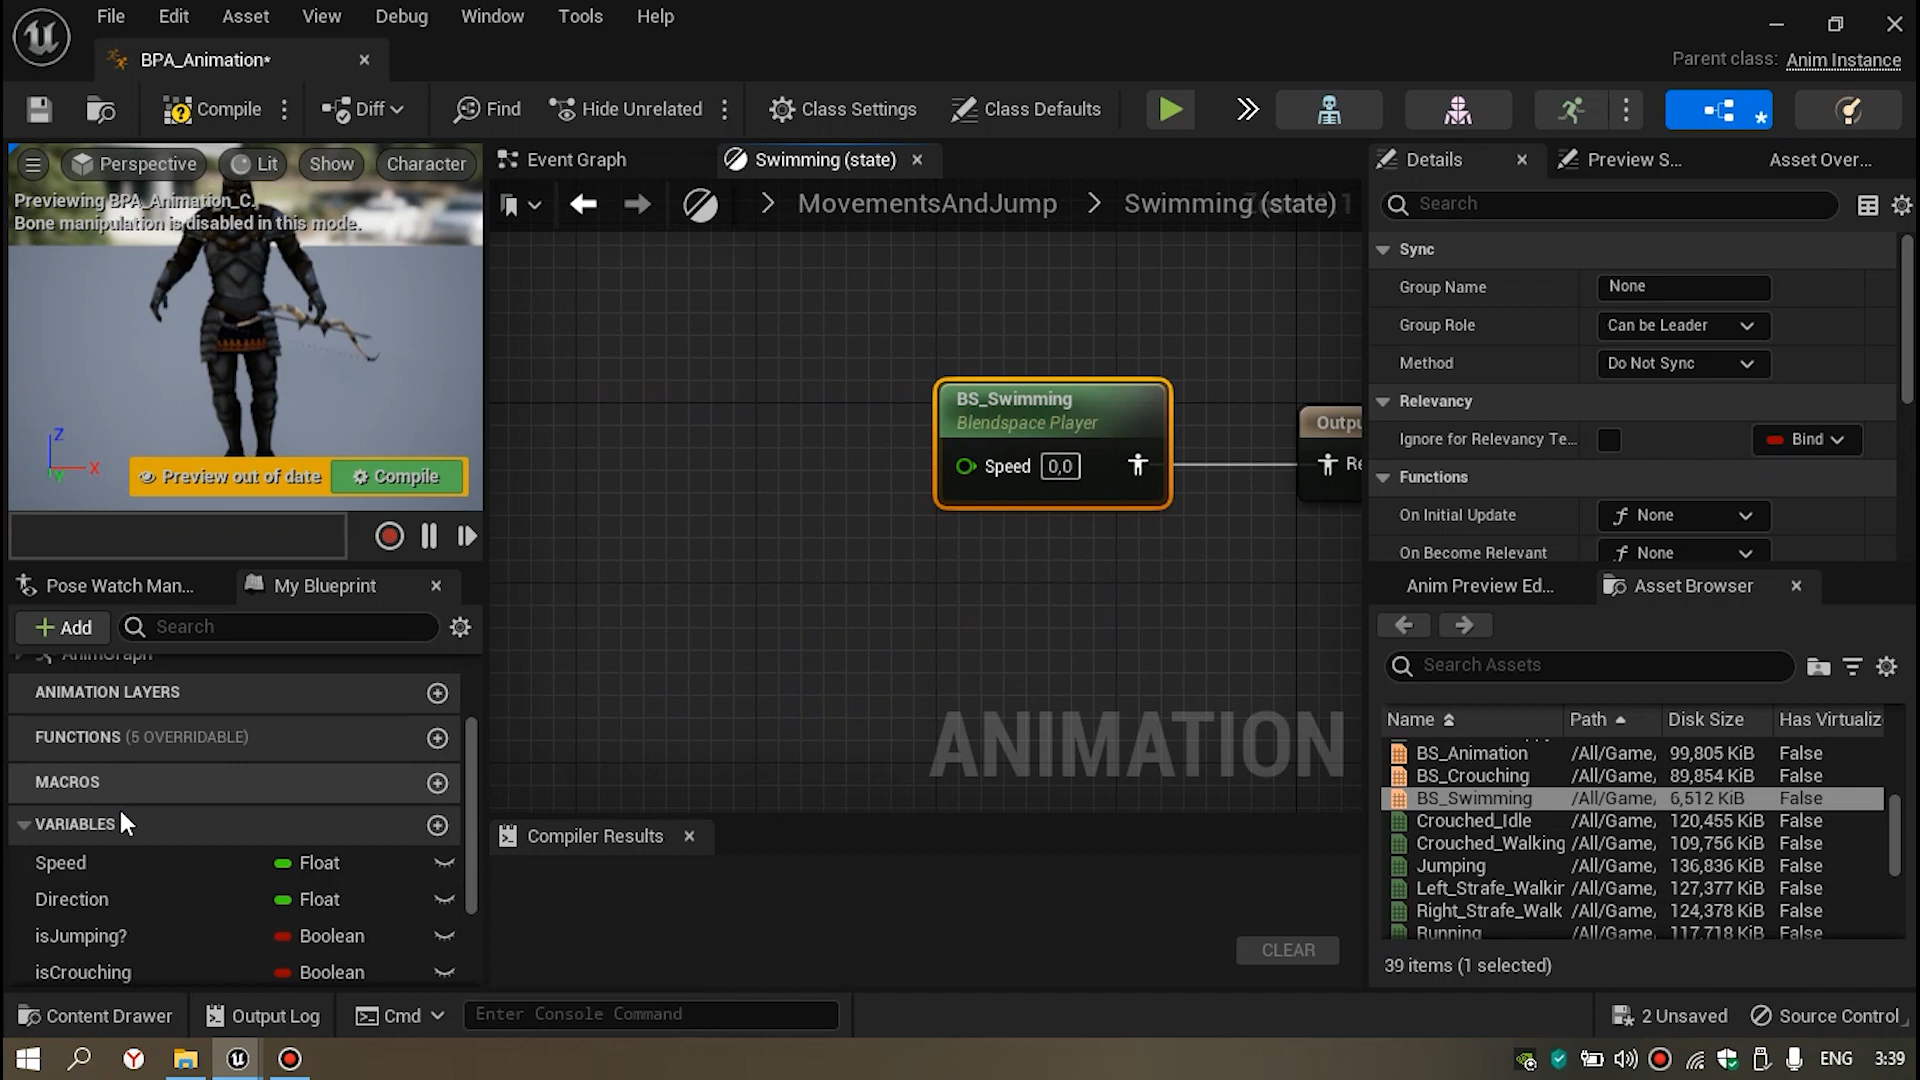 File Edit Asset View Debug Window Tools Help
BPA_Animation*
Parent class: Anim Instance
Compile Diff Find Hide Unrelated Class Settings Class Defaults
Perspective Lit Show Character
Previewing BPA_Animation_C.
Bone manipulation is disabled in this mode.
Z
X
Y
Preview out of date Compile
Event Graph Swimming (state)
MovementsAndJump > Swimming (state)
BS_Swimming
Blendspace Player
Speed 0,0
ANIMATION
Details Preview S... Asset Over...
Search
Sync
Group Name None
Group Role Can be Leader
Method Do Not Sync
Relevancy
Ignore for Relevancy Te... Bind
Functions
On Initial Update None
On Become Relevant None
Pose Watch Man... My Blueprint
Add Search
AnimGraph
ANIMATION LAYERS
FUNCTIONS (5 OVERRIDABLE)
MACROS
VARIABLES
Speed Float
Direction Float
isJumping? Boolean
isCrouching Boolean
Compiler Results
CLEAR
Anim Preview Ed... Asset Browser
Search Assets
Name Path Disk Size Has Virtualiz
BS_Animation /All/Game, 99,805 KiB False
BS_Crouching /All/Game, 89,854 KiB False
BS_Swimming /All/Game, 6,512 KiB False
Crouched_Idle /All/Game, 120,455 KiB False
Crouched_Walking /All/Game, 109,756 KiB False
Jumping /All/Game, 136,836 KiB False
Left_Strafe_Walkir /All/Game, 127,377 KiB False
Right_Strafe_Walk /All/Game, 124,378 KiB False
Running /All/Game, 117,718 KiB False
39 items (1 selected)
Content Drawer Output Log Cmd Enter Console Command 2 Unsaved Source Control
ENG 3:39